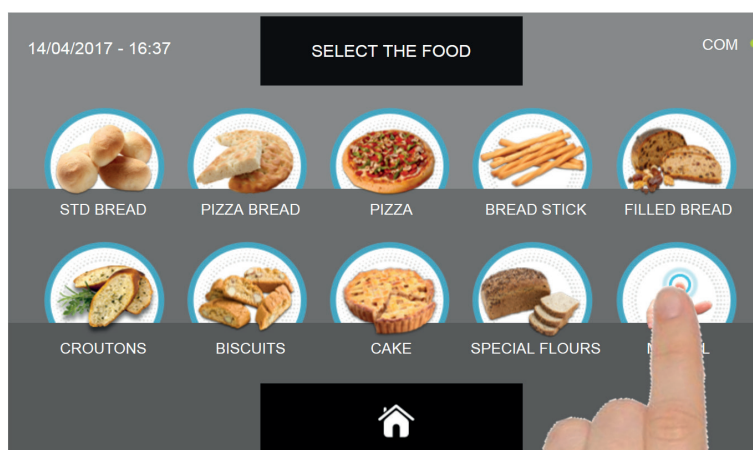 14/04/2017 - 16:37
SELECT THE FOOD
COM
STD BREAD
PIZZA BREAD
PIZZA
BREAD STICK
FILLED BREAD
CROUTONS
BISCUITS
CAKE
SPECIAL FLOURS